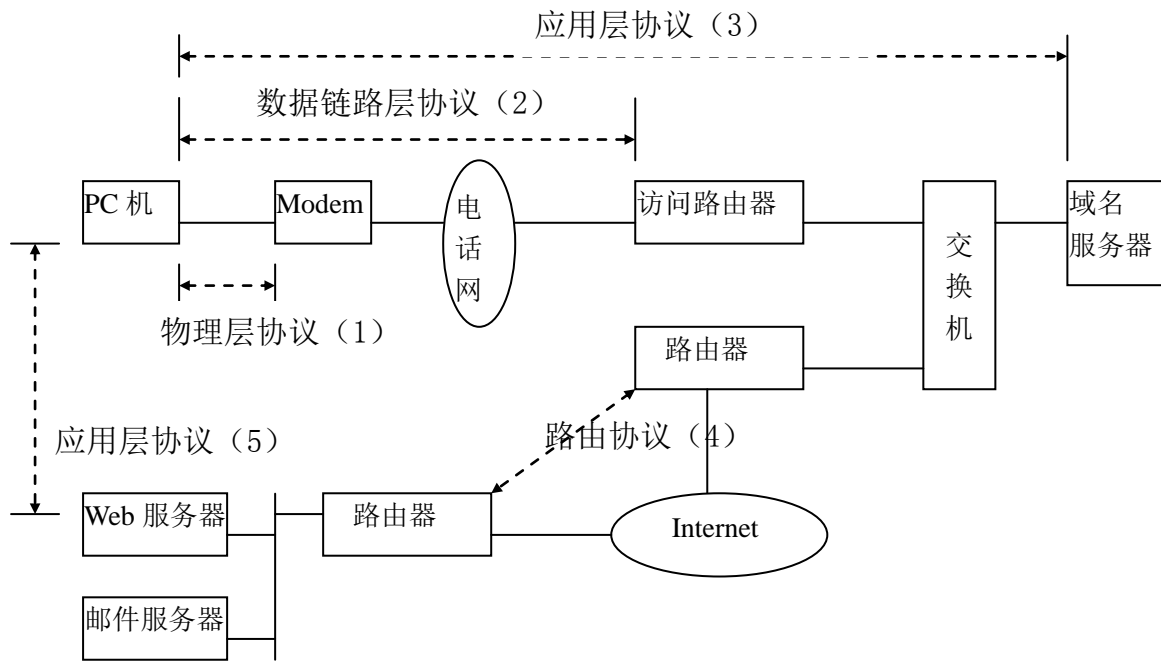 应用层协议（3）
数据链路层协议（2）
PC 机
Modem
电
话
网
访问路由器
交
换
机
域名
服务器
物理层协议（1）
路由器
应用层协议（5）
路由协议（4）
Web 服务器
路由器
Internet
邮件服务器